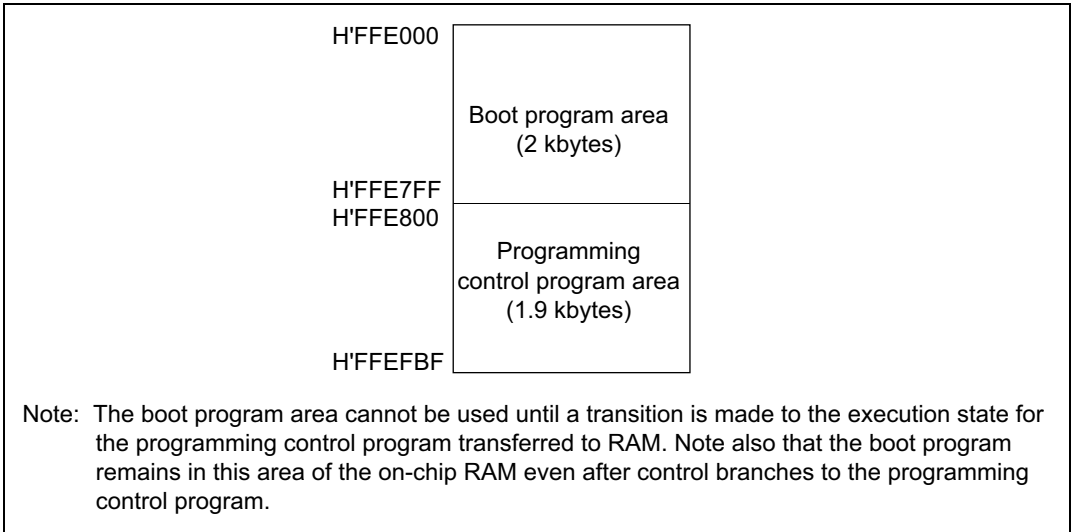 H'FFE000
Boot program area
(2 kbytes)
H'FFE7FF
H'FFE800
Programming
control program area
(1.9 kbytes)
H'FFEFBF
Note: The boot program area cannot be used until a transition is made to the execution state for
the programming control program transferred to RAM. Note also that the boot program
remains in this area of the on-chip RAM even after control branches to the programming
control program.